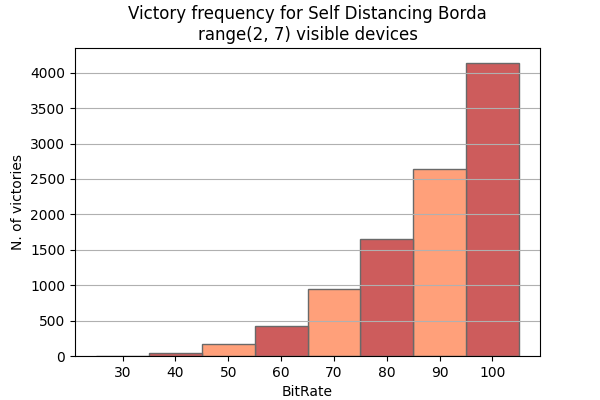 Victory frequency for Self Distancing Borda
range(2, 7) visible devices
4000
3500
3000
2500
2000
1500
1000
500
0
N. of victories
30 40 50 60 70 80 90 100
BitRate